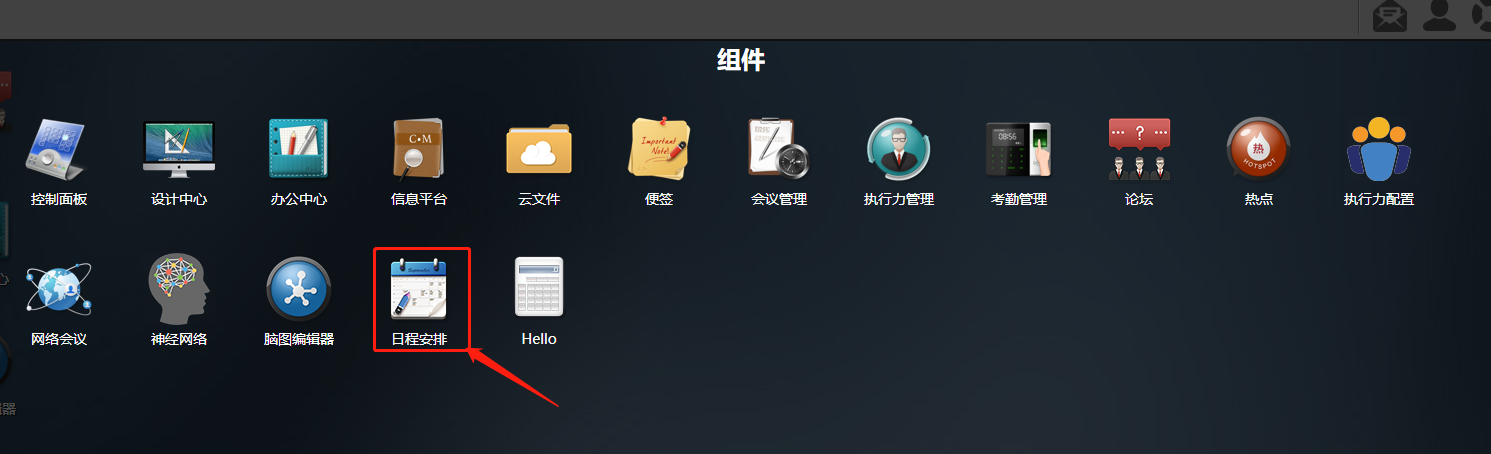 组件
控制面板
设计中心
办公中心
C·M
信息平台
云文件
Important
Note!
便签
会议管理
执行力管理
08:56
考勤管理
?
论坛
热
HOTSPOT
热点
执行力配置
网络会议
神经网络
脑图编辑器
September
日程安排
Hello
器